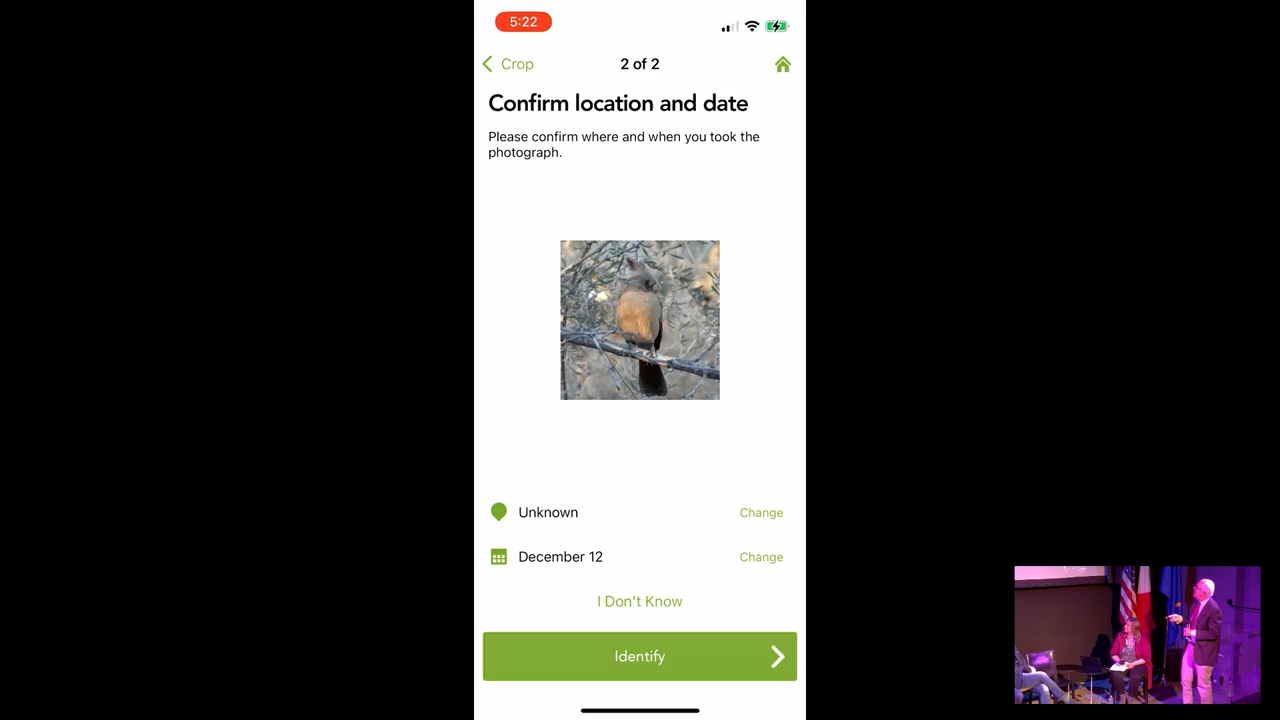 5:22
Crop
2 of 2
Confirm location and date
Please confirm where and when you took the
photograph.
Unknown
Change
December 12
Change
I Don't Know
Identify